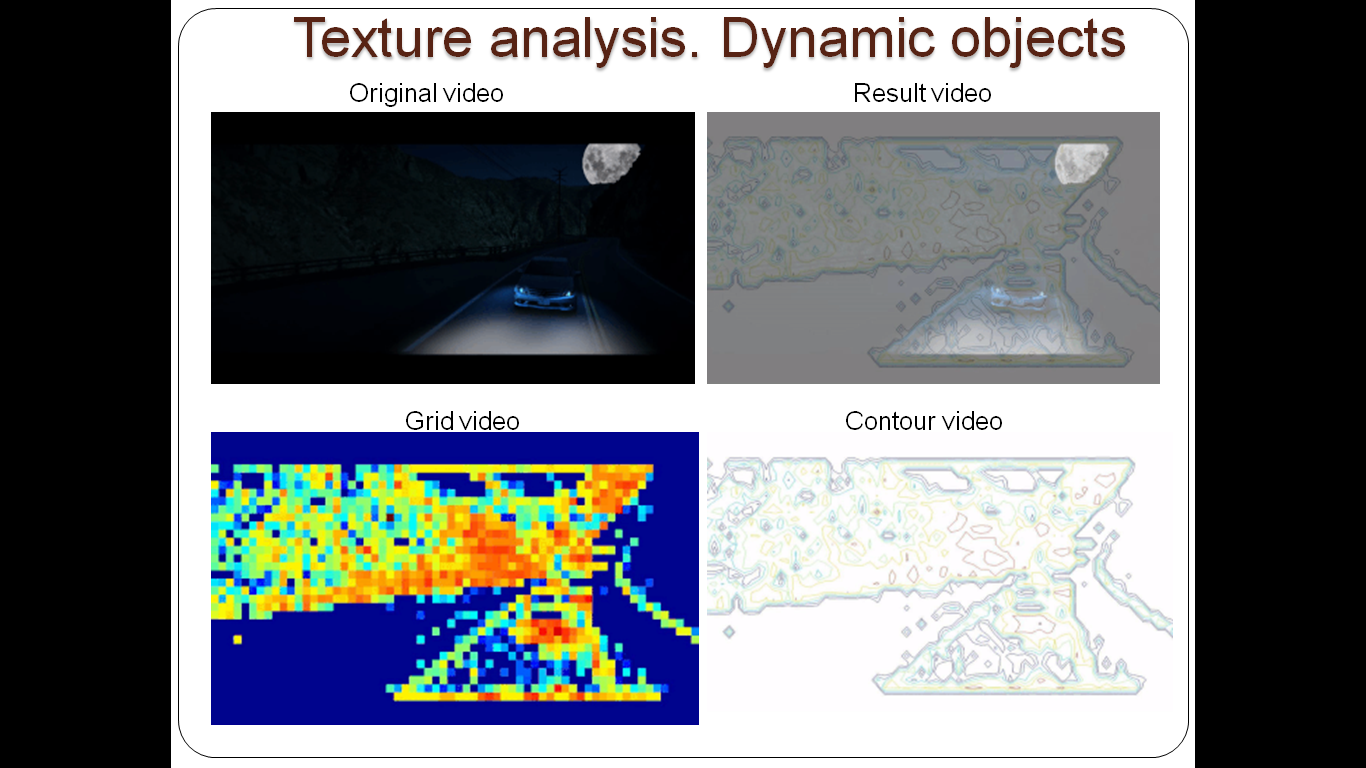 Texture analysis. Dynamic objects
Original video
Result video
Grid video
Contour video